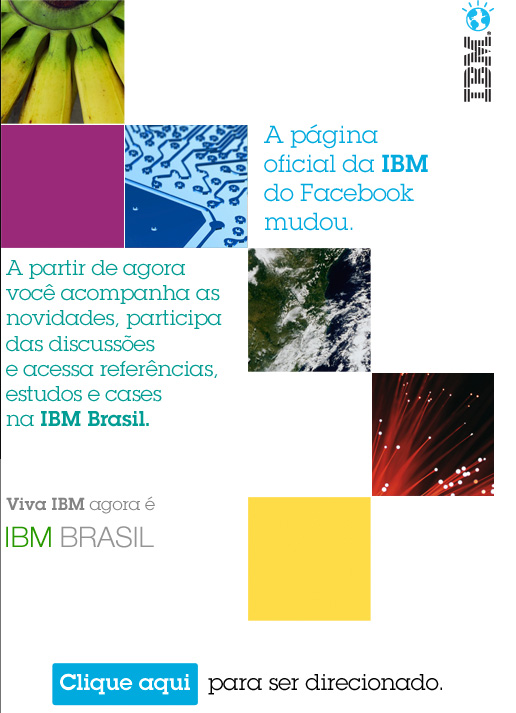 IBM
A página
oficial da IBM
do Facebook
mudou.
A partir de agora
você acompanha as
novidades, participa
das discussões
e acessa referências,
estudos e cases
na IBM Brasil.
Viva IBM agora é
IBM BRASIL
Clique aqui para ser direcionado.